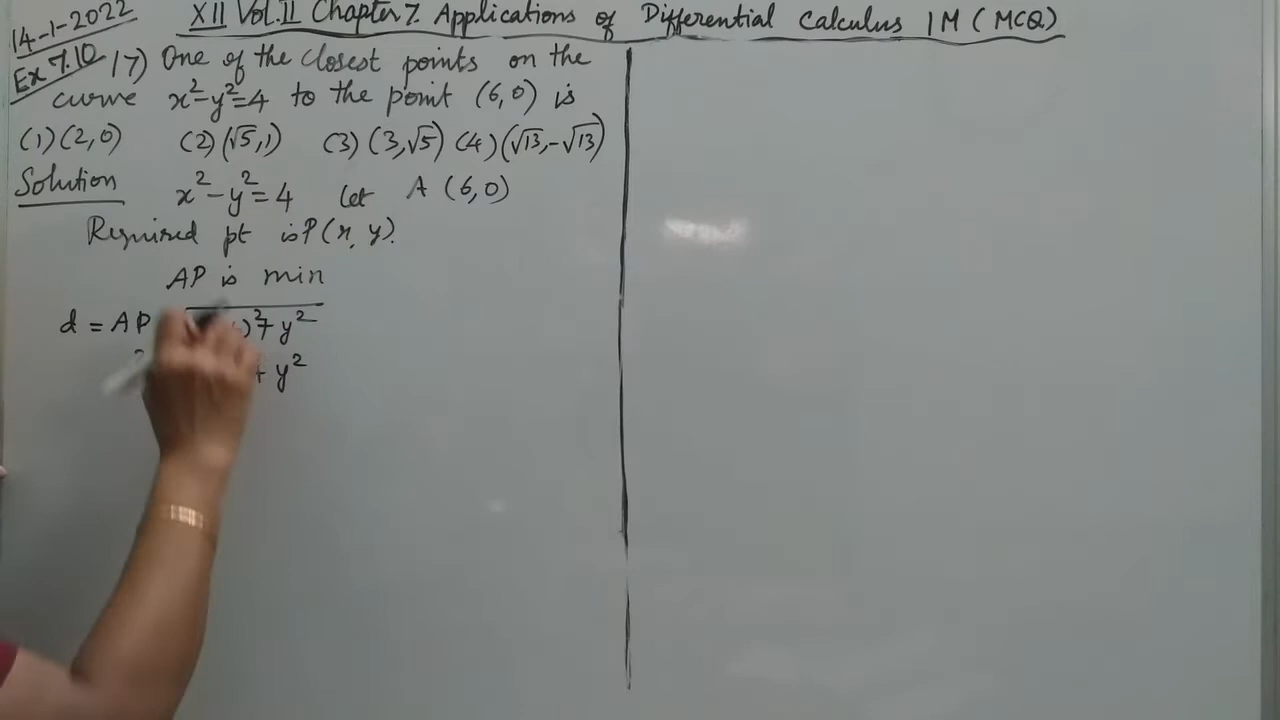 14-1-2022
XII Vol.II Chapter 7. Applications of Differential Calculus 1M (MCQ)
Ex 7.10
17) One of the closest points on the
curve x²-y²=4 to the point (6,0) is
(1) (2,0) (2) (√5,1) (3) (3,√5) (4) (√13,-√13)
Solution x²-y²=4 let A (6,0)
Required pt is P(x, y).
AP is min
d = AP )²+ y²
+ y²